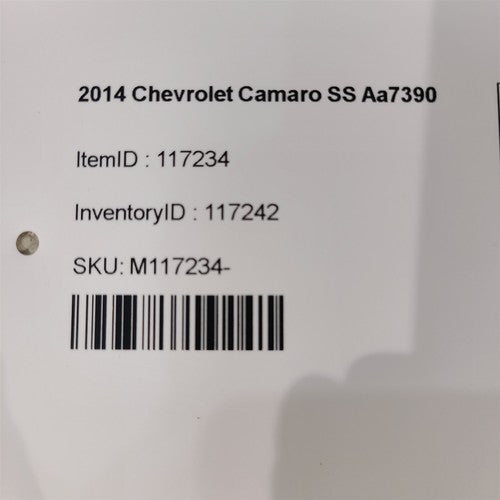 2014 Chevrolet Camaro SS Aa7390
ItemID : 117234
InventoryID : 117242
SKU: M117234-